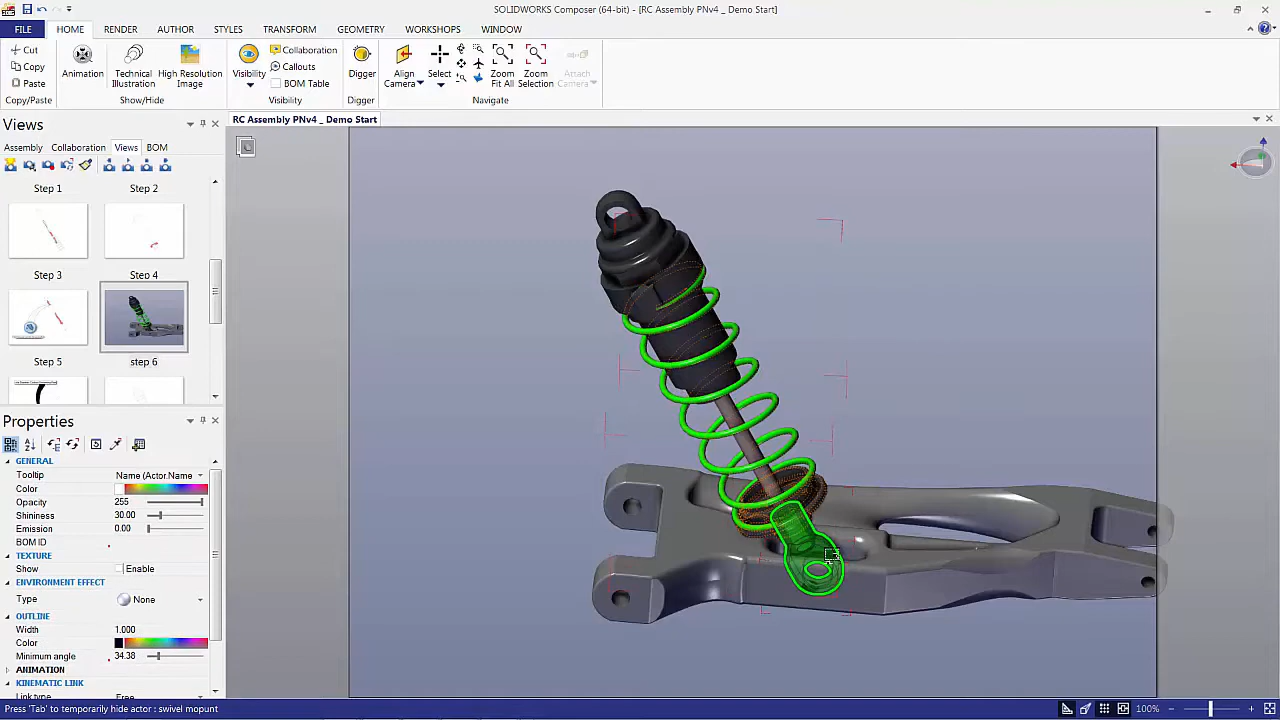 SOLIDWORKS Composer (64-bit) - [RC Assembly PNv4 _ Demo Start]
FILE HOME RENDER AUTHOR STYLES TRANSFORM GEOMETRY WORKSHOPS WINDOW
Cut
Copy
Paste
Copy/Paste
Animation
Technical Illustration
High Resolution Image
Show/Hide
Visibility
Collaboration
Callouts
BOM Table
Visibility
Digger
Digger
Align Camera
Select
Zoom Fit All
Zoom Selection
Attach Camera
Navigate
Views
RC Assembly PNv4 _ Demo Start
Assembly Collaboration Views BOM
Step 1 Step 2
Step 3 Step 4
Step 5 step 6
Properties
GENERAL
Tooltip Name (Actor.Name
Color
Opacity 255
Shininess 30.00
Emission 0.00
BOM ID
TEXTURE
Show Enable
ENVIRONMENT EFFECT
Type None
OUTLINE
Width 1.000
Color
Minimum angle 34.38
ANIMATION
KINEMATIC LINK
Link type Free
Press 'Tab' to temporarily hide actor : swivel mopunt
100%